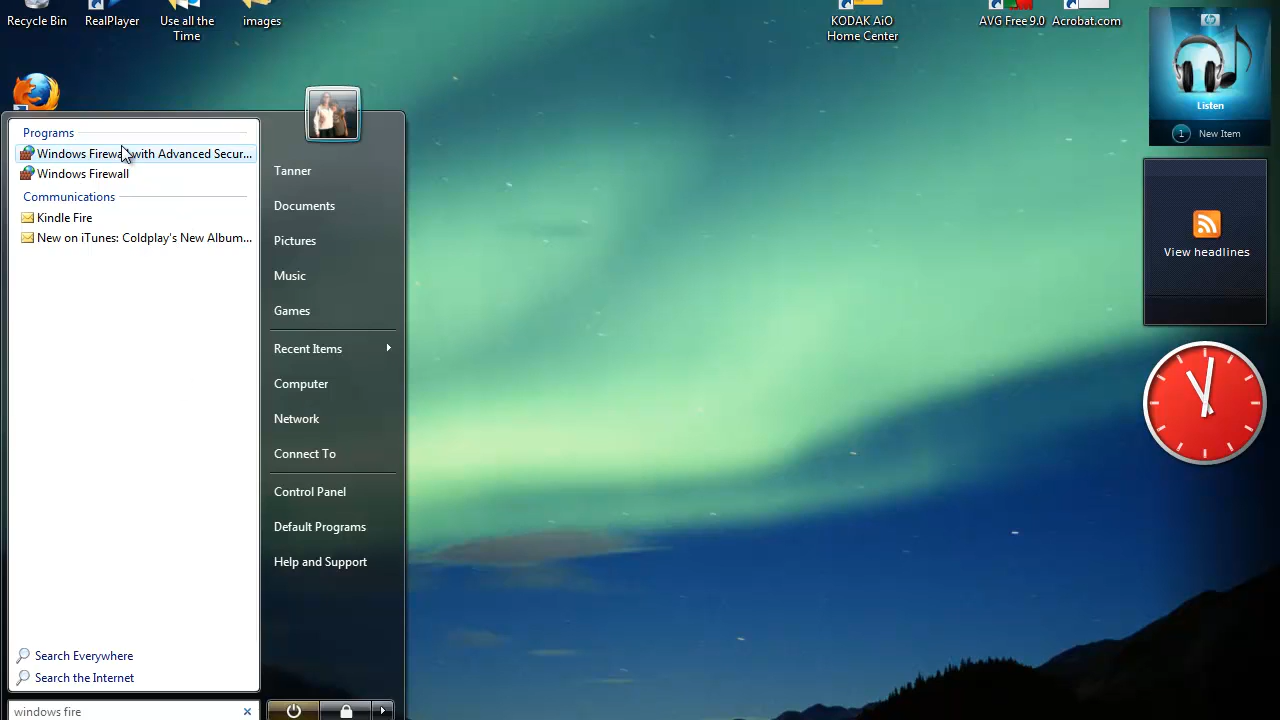 Recycle Bin
RealPlayer
Use all the
Time
images
KODAK AiO
Home Center
AVG Free 9.0
Acrobat.com
Listen
1 New Item
View headlines
Programs
Windows Firewall with Advanced Secur...
Windows Firewall
Communications
Kindle Fire
New on iTunes: Coldplay's New Album...
Search Everywhere
Search the Internet
windows fire
Tanner
Documents
Pictures
Music
Games
Recent Items
Computer
Network
Connect To
Control Panel
Default Programs
Help and Support